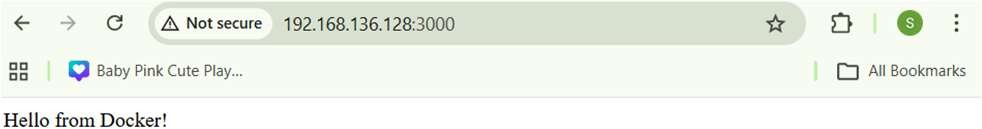 Not secure 192.168.136.128:3000 S
Baby Pink Cute Play... All Bookmarks
Hello from Docker!